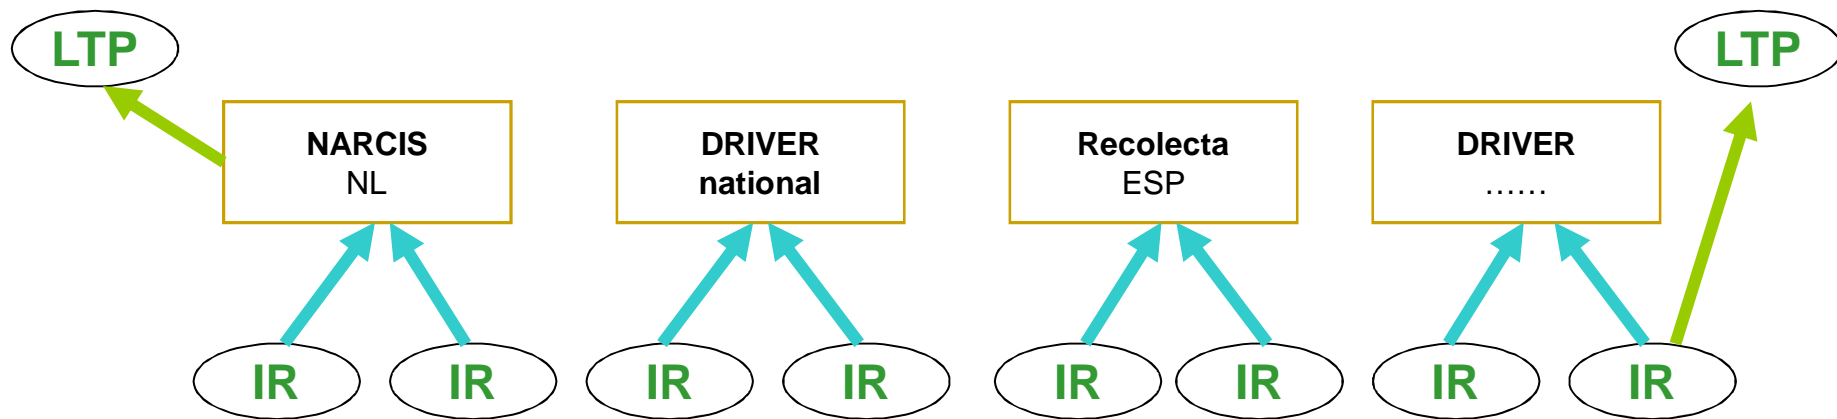 LTP
LTP
NARCIS
NL
DRIVER
national
Recolecta
ESP
DRIVER
......
IR
IR
IR
IR
IR
IR
IR
IR